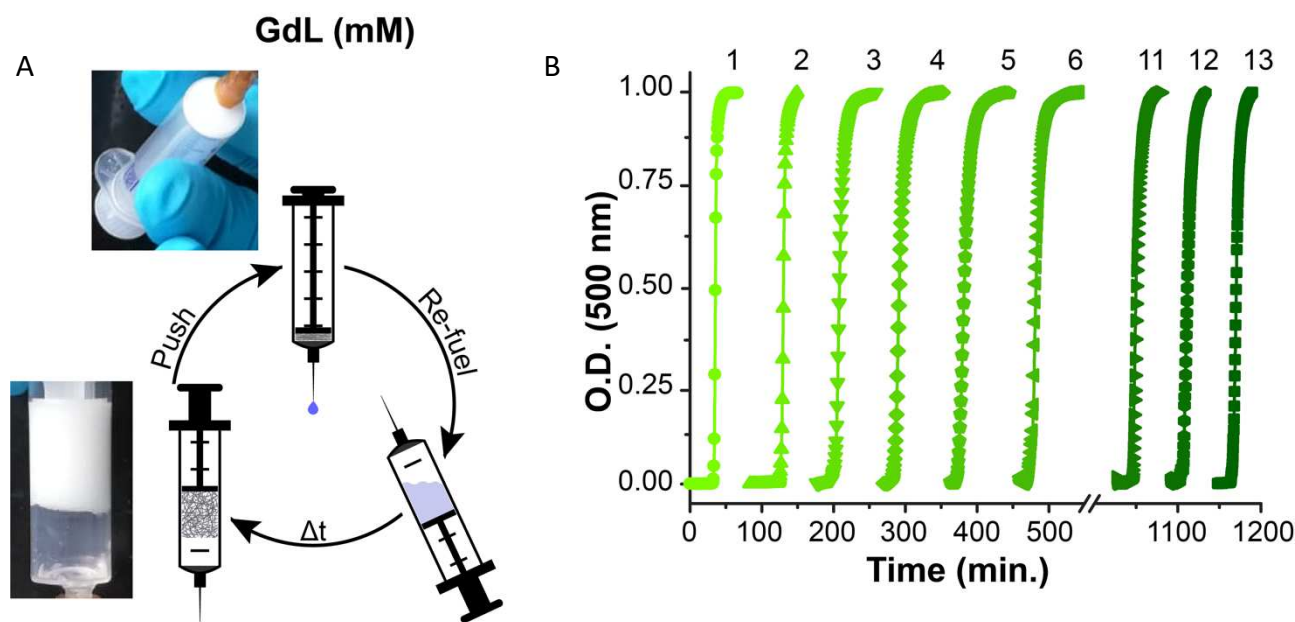 GdL (mM)
A
Push
Re-fuel
Δt
B
1 2 3 4 5 6 11 12 13
1.00
0.75
0.50
0.25
0.00
O.D. (500 nm)
0 100 200 300 400 500 1100 1200
Time (min.)